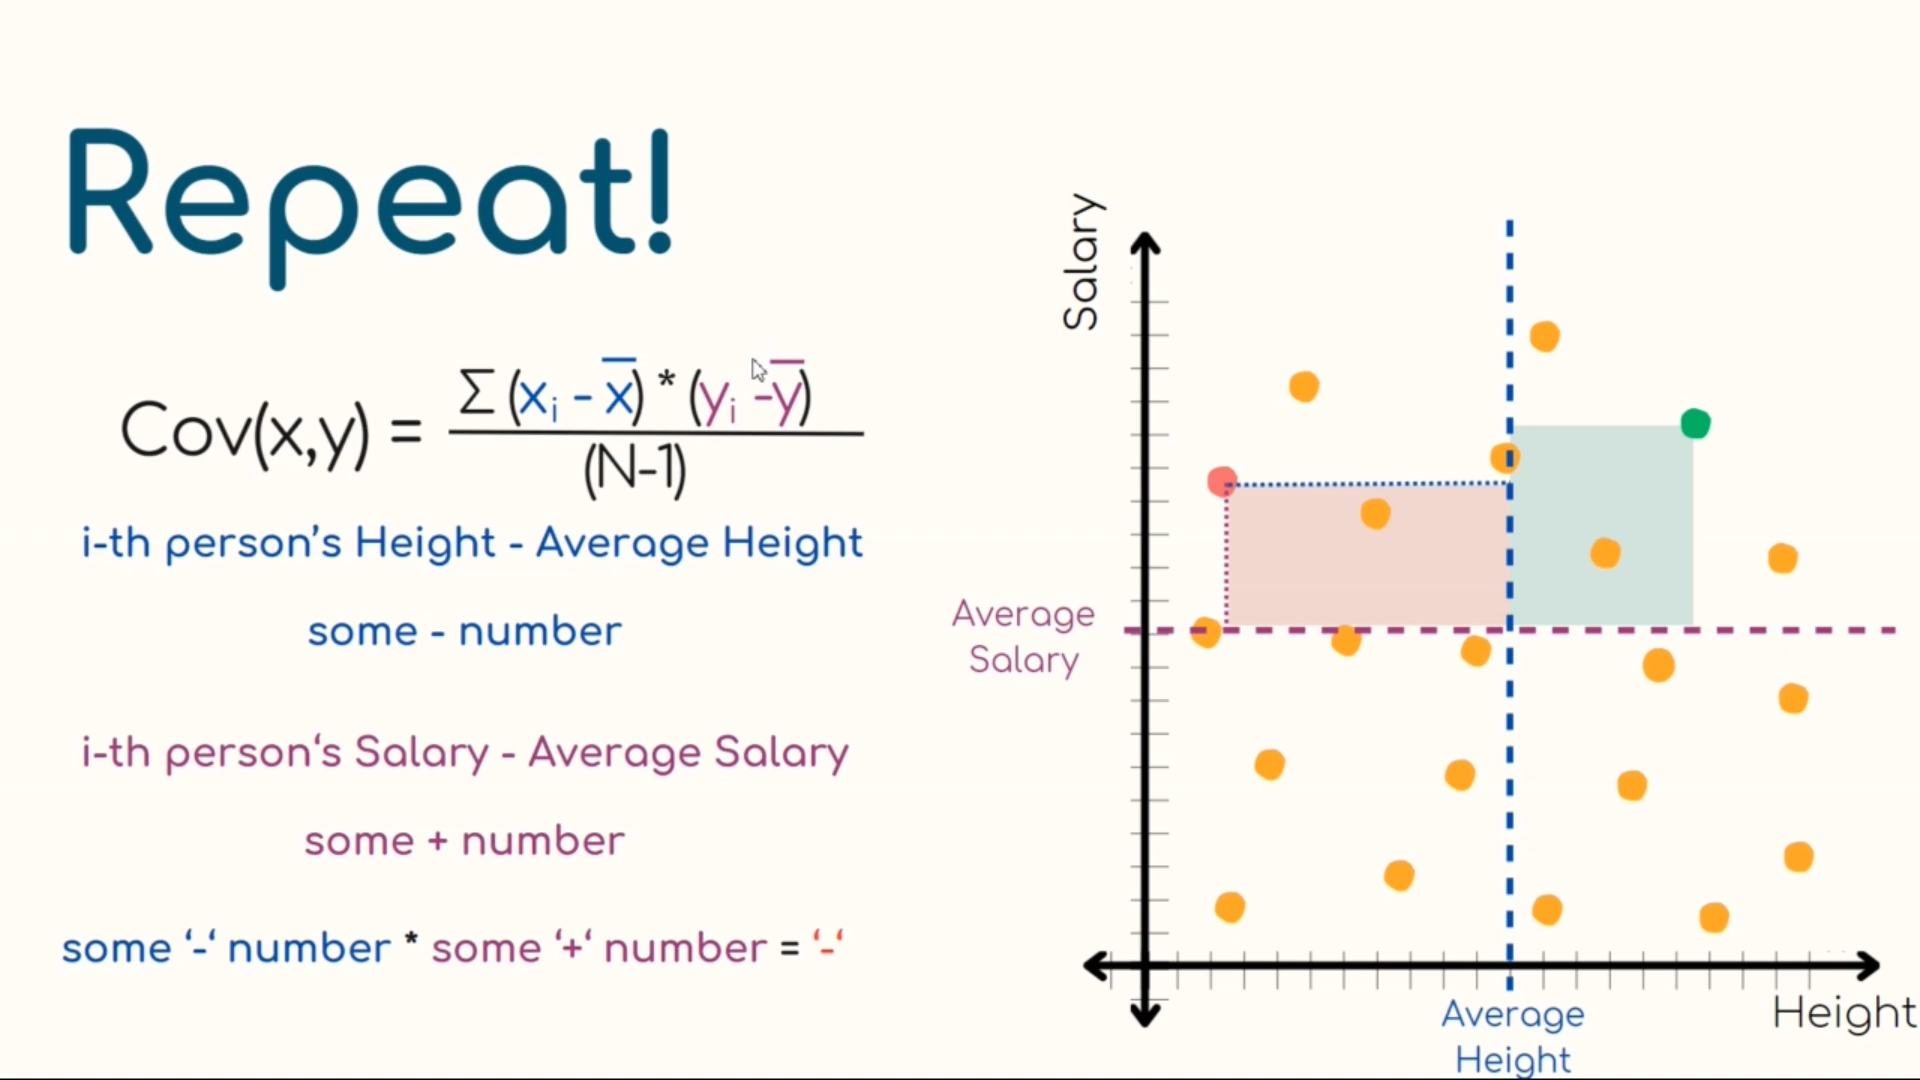 Repeat!
Cov(x,y) = Σ (xᵢ - x̅) * (yᵢ - y̅)
(N-1)
i-th person's Height - Average Height
some - number
i-th person‘s Salary - Average Salary
some + number
some ‘-‘ number * some ‘+‘ number = ‘-‘
Salary
Average
Salary
Average
Height
Height